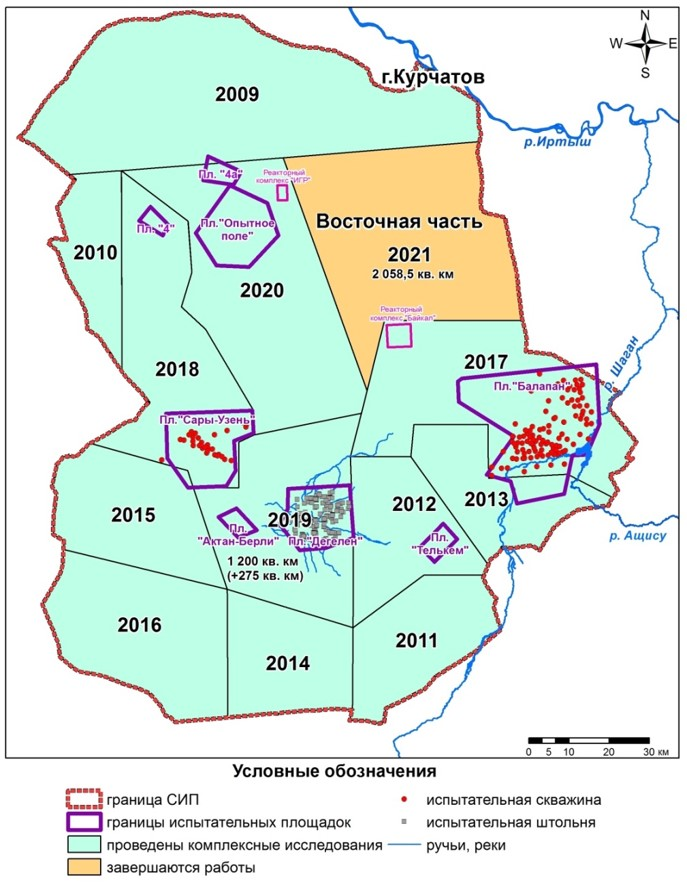 N
W E
S
г.Курчатов
2009
р.Иртыш
Пл. "4а"
Реакторный
комплекс "ИГР"
Восточная часть
2021
2 058,5 кв. км
Пл. "4"
Пл."Опытное
поле"
2010
2020
Реакторный
комплекс "Байкал"
2018
2017
р. Шаган
Пл."Балапан"
Пл."Сары-Узень"
2015
2012
2013
2019
Пл.
"Актан-Берли"
Пл."Дегелен"
Пл.
"Телькем"
р. Ащису
1 200 кв. км
(+275 кв. км)
2016
2014
2011
0 5 10 20 30 км
Условные обозначения
граница СИП
испытательная скважина
границы испытательных площадок
испытательная штольня
проведены комплексные исследования
ручьи, реки
завершаются работы